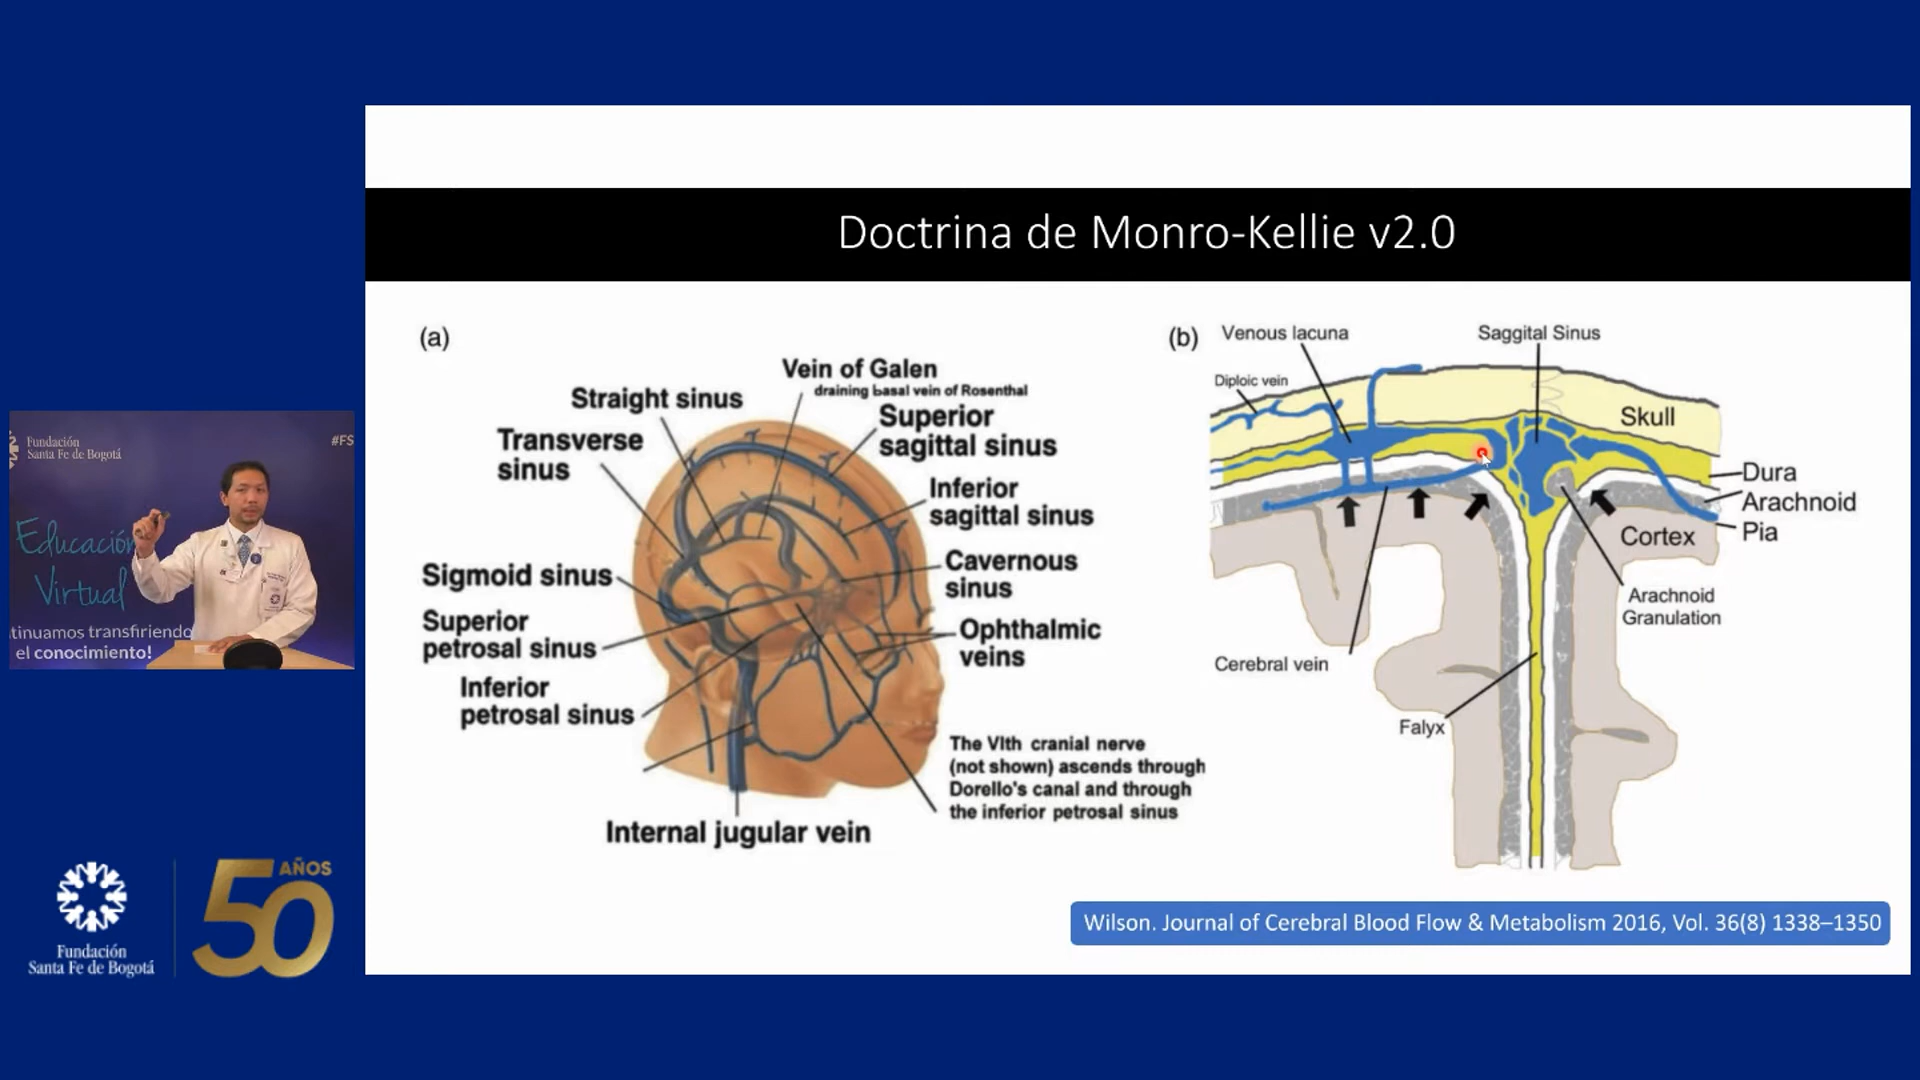 Doctrina de Monro-Kellie v2.0
(a)
Vein of Galen
draining basal vein of Rosenthal
Straight sinus
Superior
sagittal sinus
Transverse
sinus
Inferior
sagittal sinus
Cavernous
sinus
Sigmoid sinus
Superior
petrosal sinus
Ophthalmic
veins
Inferior
petrosal sinus
The VIth cranial nerve
(not shown) ascends through
Dorello's canal and through
the inferior petrosal sinus
Internal jugular vein
(b)
Venous lacuna
Saggital Sinus
Diploic vein
Skull
Dura
Arachnoid
Pia
Cortex
Arachnoid
Granulation
Cerebral vein
Falyx
Wilson. Journal of Cerebral Blood Flow & Metabolism 2016, Vol. 36(8) 1338–1350
Fundación
Santa Fe de Bogotá
#FS
Educación
Virtual
tinuamos transfiriendo
el conocimiento!
50 AÑOS
Fundación
Santa Fe de Bogotá